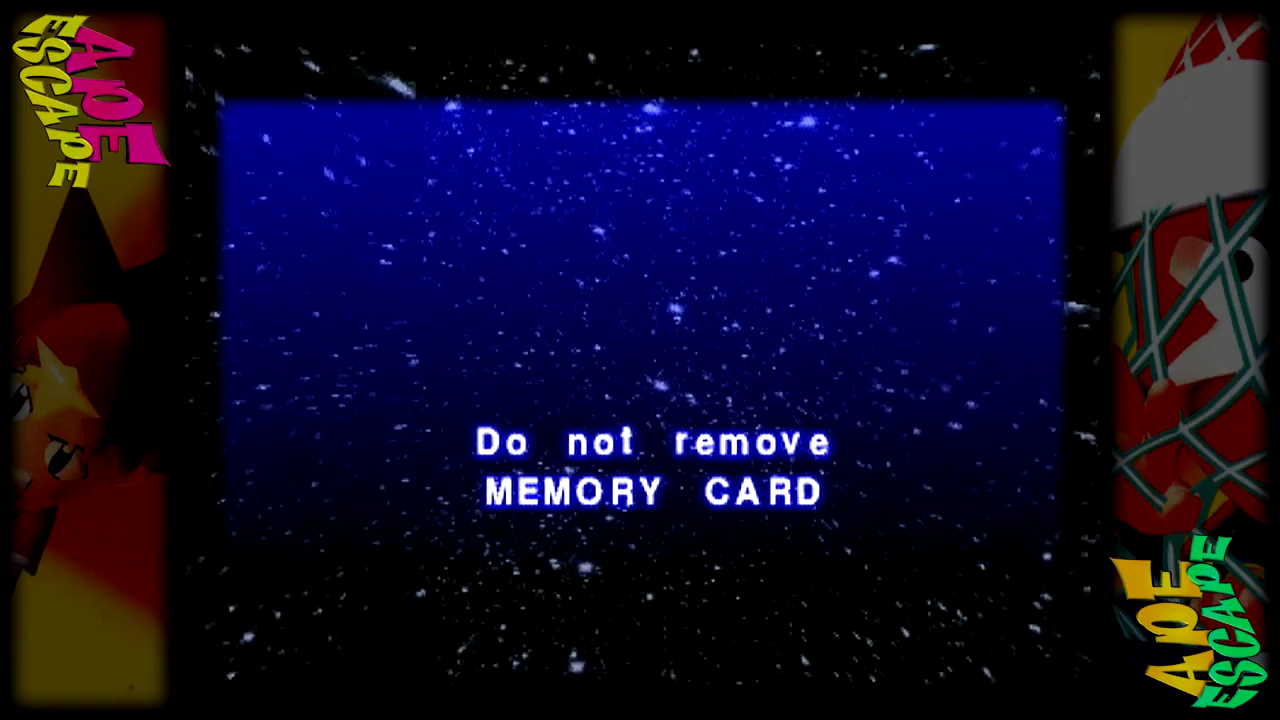 APE
ESCAPE
Do not remove
MEMORY CARD
APE
ESCAPE